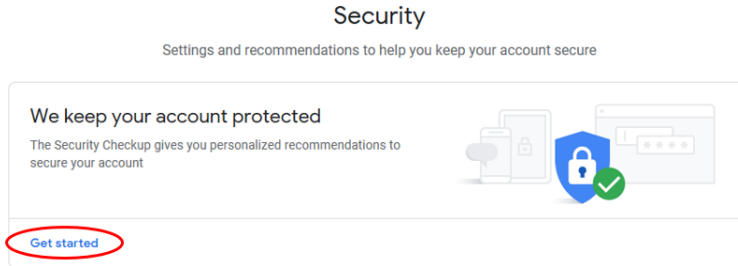 Security
Settings and recommendations to help you keep your account secure
We keep your account protected
The Security Checkup gives you personalized recommendations to
secure your account
Get started